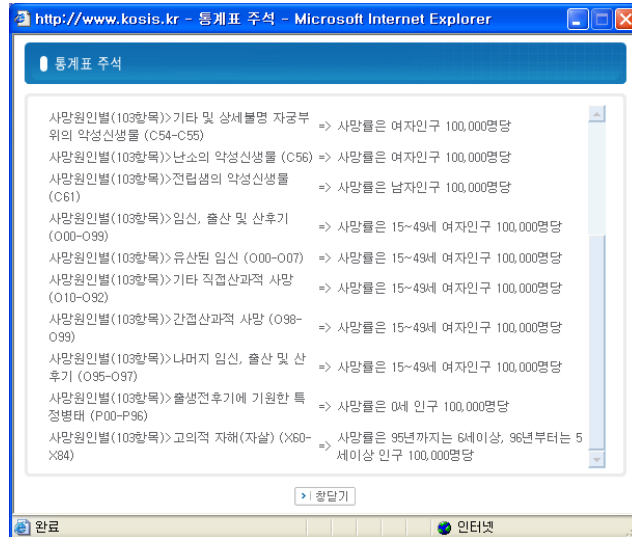 http://www.kosis.kr - 통계표 주석 - Microsoft Internet Explorer
통계표 주석
사망원인별(103항목)>기타 및 상세불명 자궁부
위의 악성신생물 (C54-C55)
=> 사망률은 여자인구 100,000명당
사망원인별(103항목)>난소의 악성신생물 (C56) => 사망률은 여자인구 100,000명당
사망원인별(103항목)>전립샘의 악성신생물
(C61)
=> 사망률은 남자인구 100,000명당
사망원인별(103항목)>임신, 출산 및 산후기
(O00-O99)
=> 사망률은 15~49세 여자인구 100,000명당
사망원인별(103항목)>유산된 임신 (O00-O07) => 사망률은 15~49세 여자인구 100,000명당
사망원인별(103항목)>기타 직접산과적 사망
(O10-O92)
=> 사망률은 15~49세 여자인구 100,000명당
사망원인별(103항목)>간접산과적 사망 (O98-
O99)
=> 사망률은 15~49세 여자인구 100,000명당
사망원인별(103항목)>나머지 임신, 출산 및 산
후기 (O95-O97)
=> 사망률은 15~49세 여자인구 100,000명당
사망원인별(103항목)>출생전후기에 기원한 특
정병태 (P00-P96)
=> 사망률은 0세 인구 100,000명당
사망원인별(103항목)>고의적 자해(자살) (X60-
X84)
=> 사망률은 95년까지는 6세이상, 96년부터는 5
세이상 인구 100,000명당
창닫기
완료
인터넷